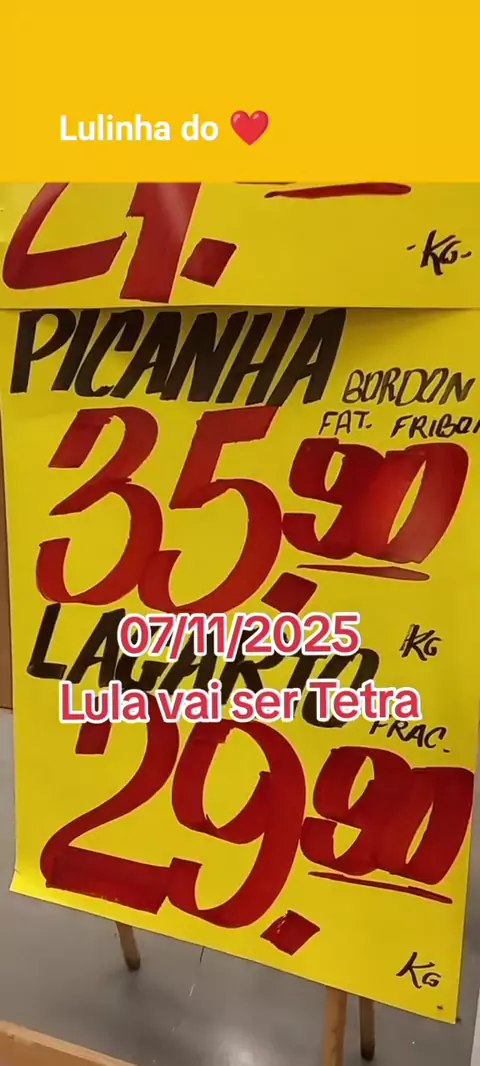 Lulinha do ❤️
21.
-KG-
PICANHA BORDON
FAT. FRIBOI
35,90
KG
07/11/2025
LAGARTO
Lula vai ser Tetra
FRAC.
29,90
KG